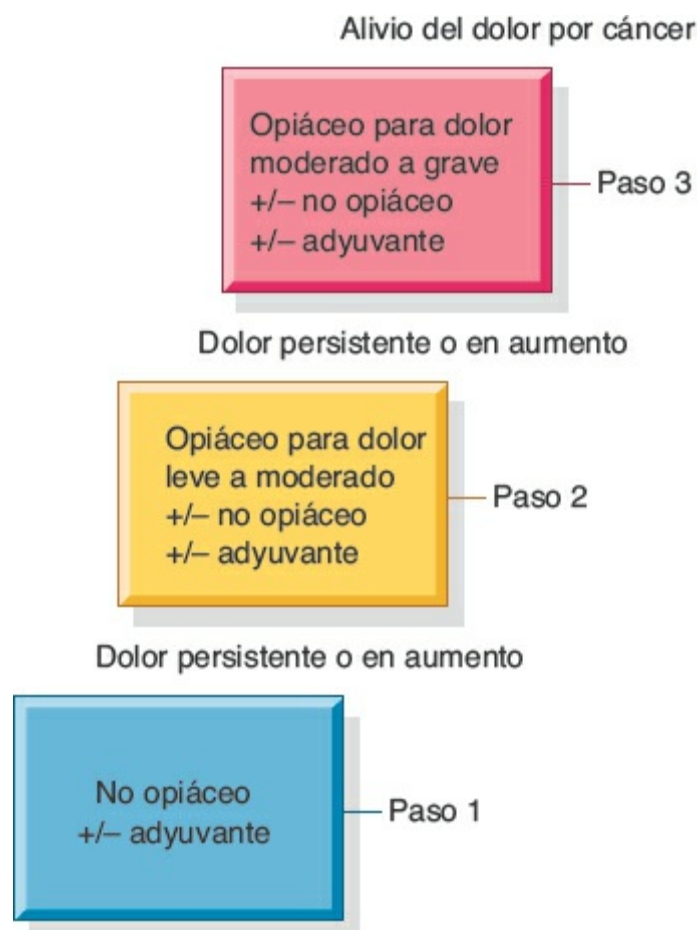 Alivio del dolor por cáncer
Opiáceo para dolor
moderado a grave
+/– no opiáceo
+/– adyuvante
Paso 3
Dolor persistente o en aumento
Opiáceo para dolor
leve a moderado
+/– no opiáceo
+/– adyuvante
Paso 2
Dolor persistente o en aumento
No opiáceo
+/– adyuvante
Paso 1